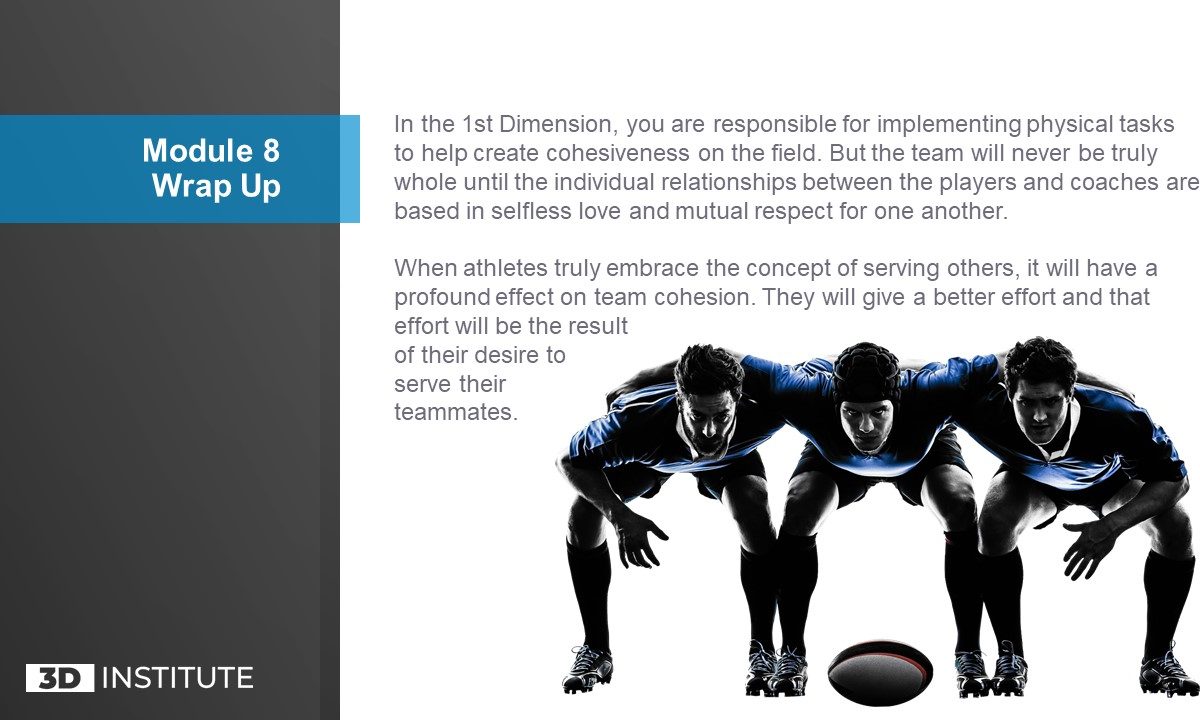 Module 8
Wrap Up
In the 1st Dimension, you are responsible for implementing physical tasks
to help create cohesiveness on the field. But the team will never be truly
whole until the individual relationships between the players and coaches are
based in selfless love and mutual respect for one another.
When athletes truly embrace the concept of serving others, it will have a
profound effect on team cohesion. They will give a better effort and that
effort will be the result
of their desire to
serve their
teammates.
3D INSTITUTE